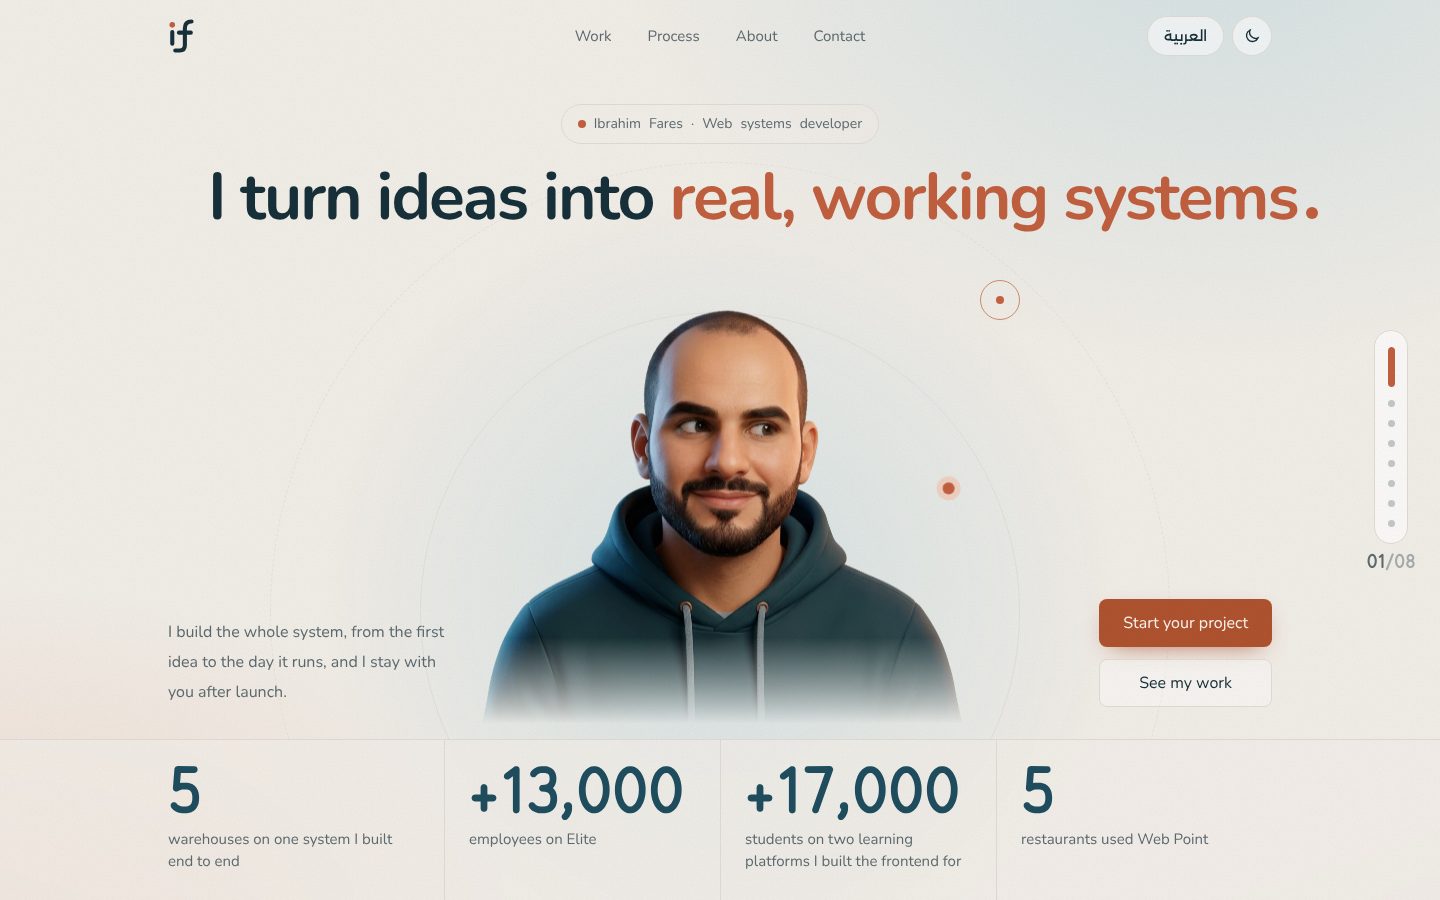 if
Work
Process
About
Contact
العربية
Ibrahim Fares · Web systems developer
I turn ideas into real, working systems.
01/08
I build the whole system, from the first
idea to the day it runs, and I stay with
you after launch.
Start your project
See my work
5
warehouses on one system I built
end to end
+13,000
employees on Elite
+17,000
students on two learning
platforms I built the frontend for
5
restaurants used Web Point